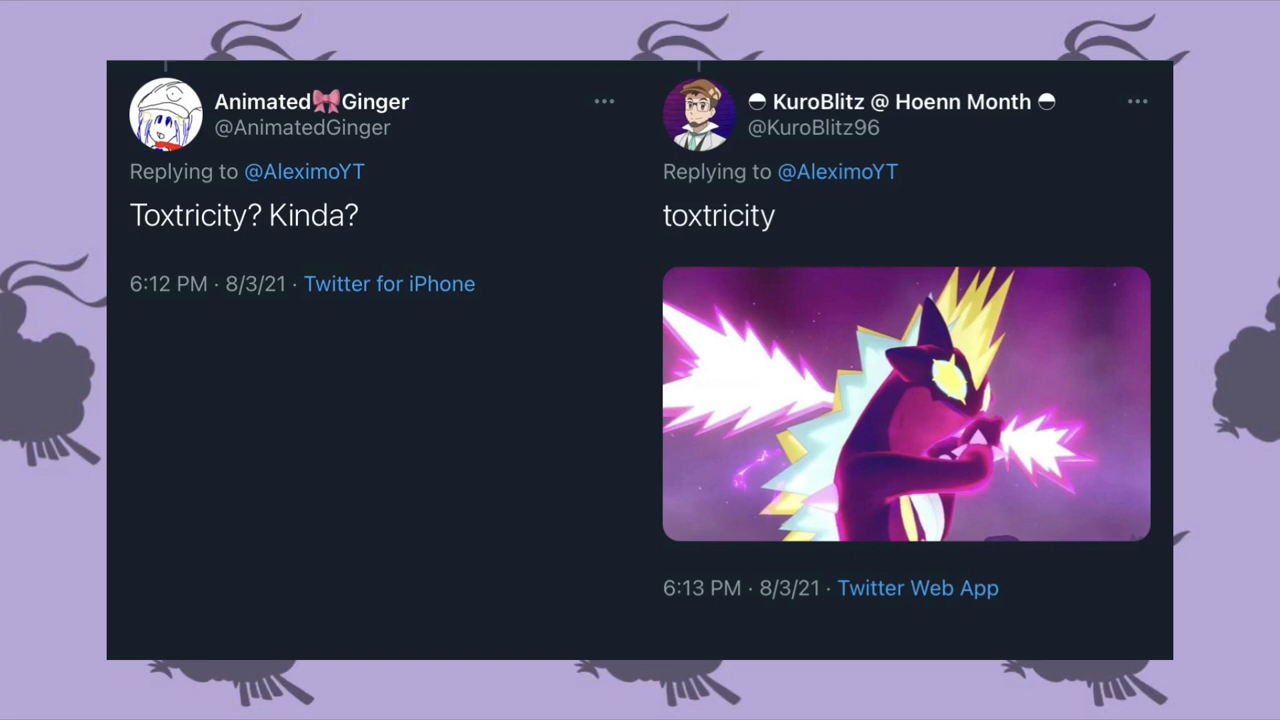 Animated🎀Ginger
@AnimatedGinger
Replying to @AleximoYT
Toxtricity? Kinda?
6:12 PM · 8/3/21 · Twitter for iPhone
KuroBlitz @ Hoenn Month
@KuroBlitz96
Replying to @AleximoYT
toxtricity
6:13 PM · 8/3/21 · Twitter Web App